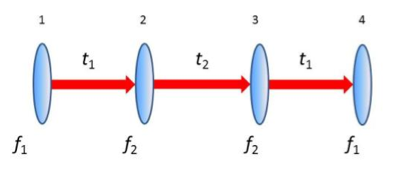 1 2 3 4
t₁ t₂ t₁
f₁ f₂ f₂ f₁